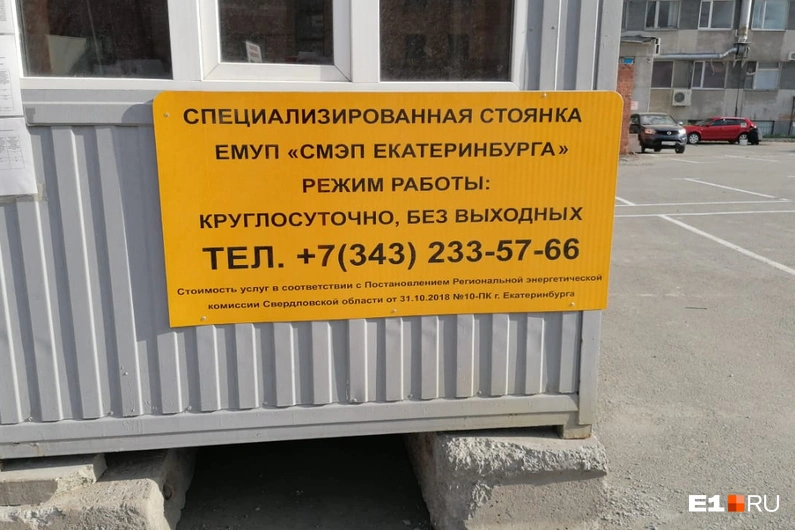 СПЕЦИАЛИЗИРОВАННАЯ СТОЯНКА
ЕМУП «СМЭП ЕКАТЕРИНБУРГА»
РЕЖИМ РАБОТЫ:
КРУГЛОСУТОЧНО, БЕЗ ВЫХОДНЫХ
ТЕЛ. +7(343) 233-57-66
Стоимость услуг в соответствии с Постановлением Региональной энергетической
комиссии Свердловской области от 31.10.2018 №10-ПК г. Екатеринбурга
E1 RU